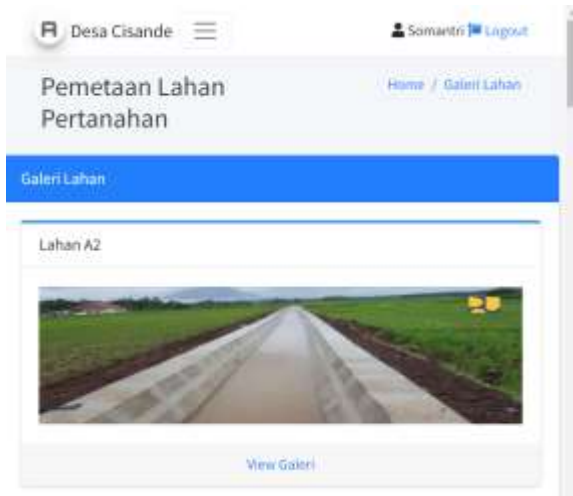 Desa Cisande
Somantri Logout
Pemetaan Lahan
Pertanahan
Home / Galeri Lahan
Galeri Lahan
Lahan A2
View Galeri